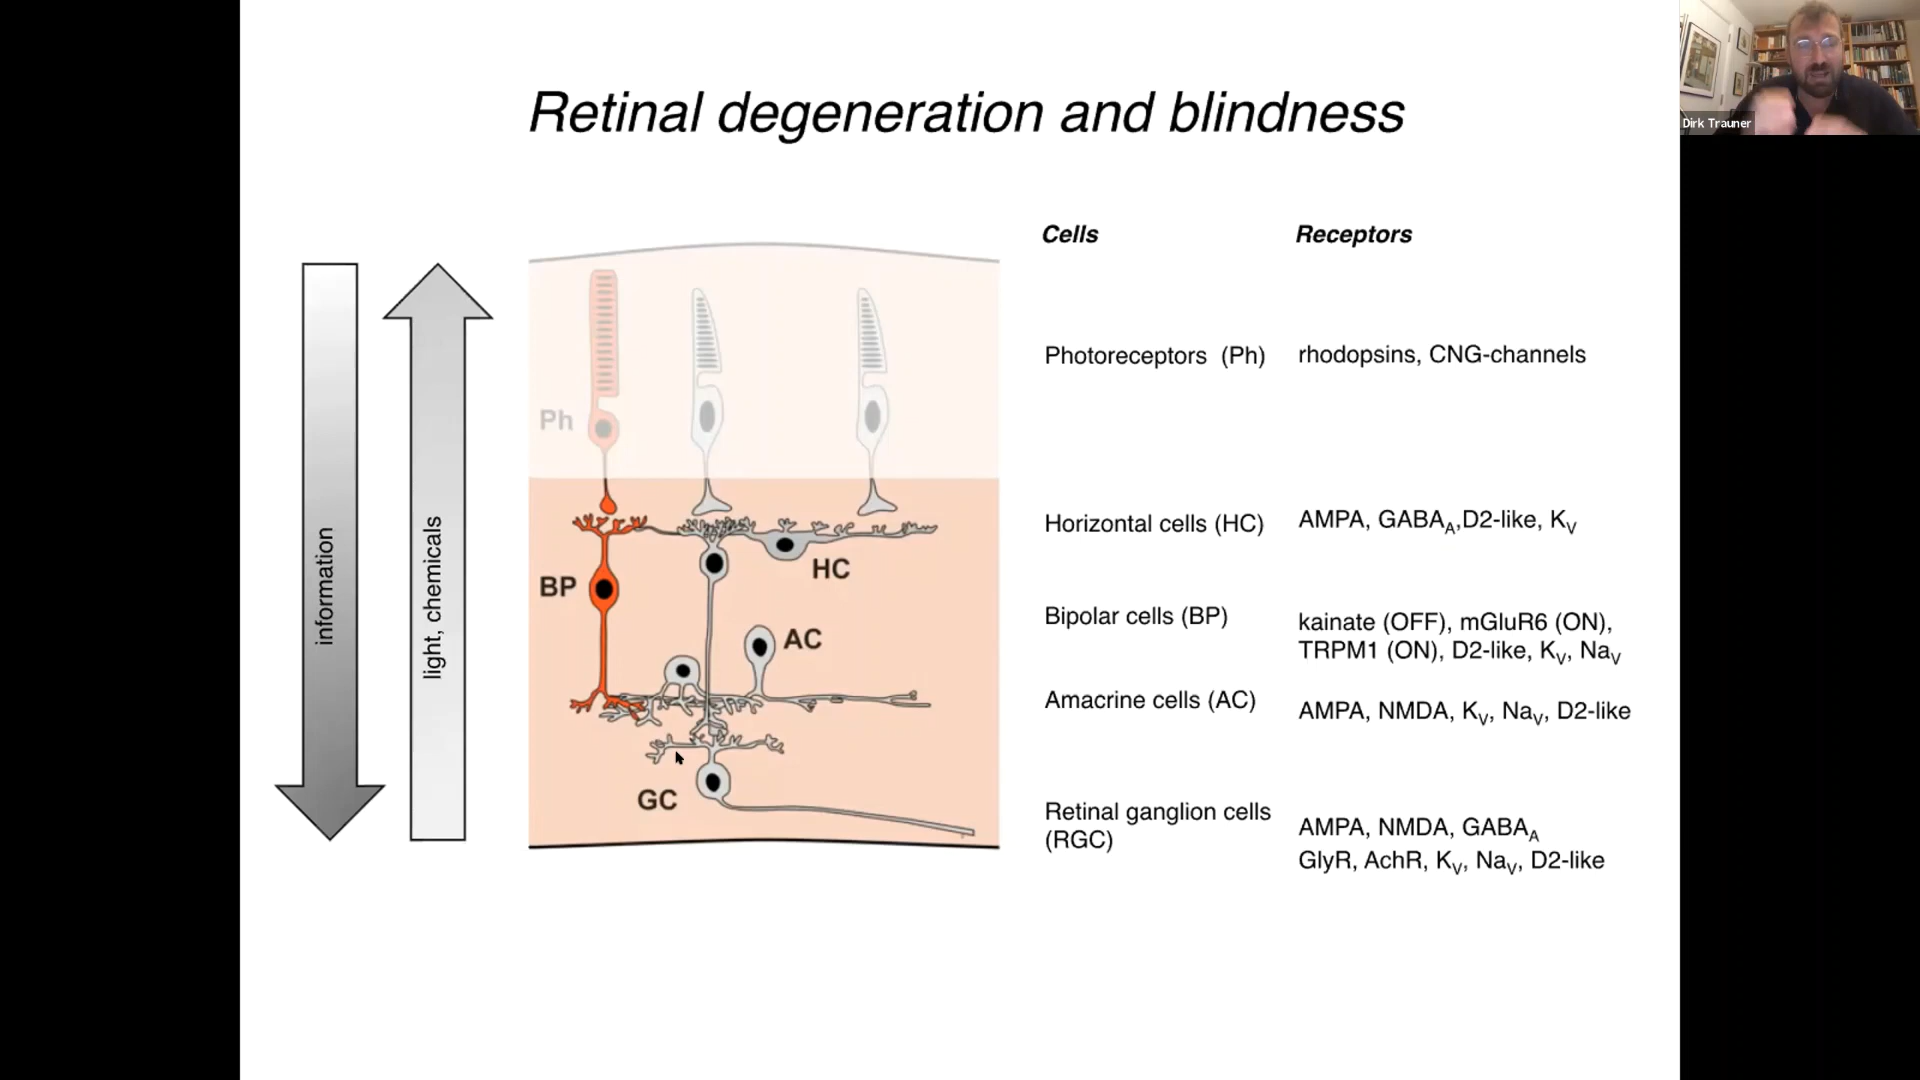 Retinal degeneration and blindness
Dirk Trauner
Cells
Receptors
information
light, chemicals
Ph
BP
HC
AC
GC
Photoreceptors (Ph)
rhodopsins, CNG-channels
Horizontal cells (HC)
AMPA, GABAA,D2-like, KV
Bipolar cells (BP)
kainate (OFF), mGluR6 (ON),
TRPM1 (ON), D2-like, KV, NaV
Amacrine cells (AC)
AMPA, NMDA, KV, NaV, D2-like
Retinal ganglion cells
(RGC)
AMPA, NMDA, GABAA
GlyR, AchR, KV, NaV, D2-like